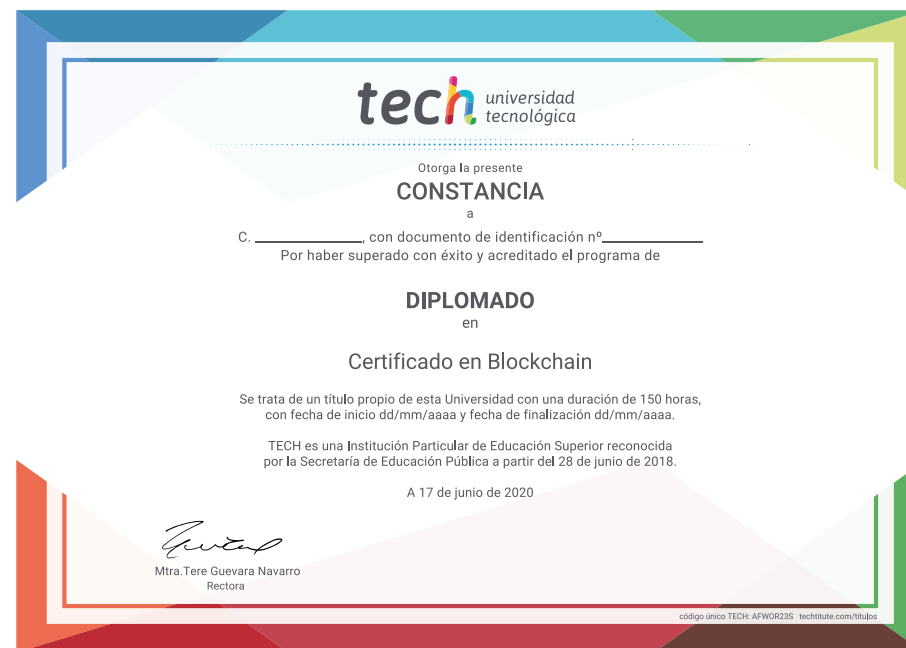 tech universidad
tecnológica
Otorga la presente
CONSTANCIA
a
C. ______________, con documento de identificación nº_____________
Por haber superado con éxito y acreditado el programa de
DIPLOMADO
en
Certificado en Blockchain
Se trata de un título propio de esta Universidad con una duración de 150 horas,
con fecha de inicio dd/mm/aaaa y fecha de finalización dd/mm/aaaa.
TECH es una Institución Particular de Educación Superior reconocida
por la Secretaría de Educación Pública a partir del 28 de junio de 2018.
A 17 de junio de 2020
Mtra.Tere Guevara Navarro
Rectora
código único TECH: AFWOR23S techtitute.com/titulos